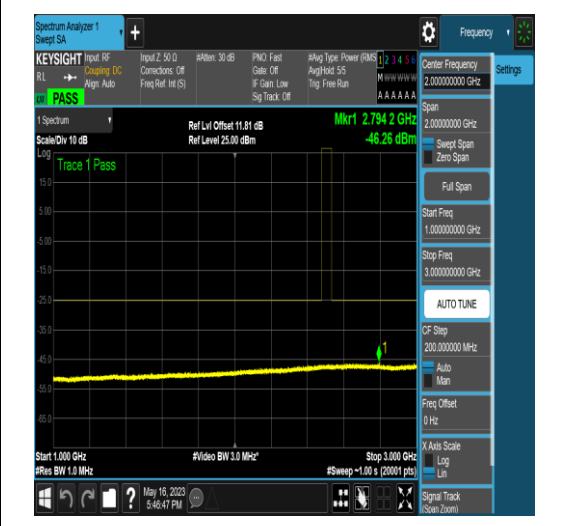 Spectrum Analyzer 1
Swept SA
+
Frequency
KEYSIGHT
Input: RF
Coupling: DC
Align: Auto
Input Z: 50 Ω
Corrections: Off
Freq Ref: Int (S)
#Atten: 30 dB
PNO: Fast
Gate: Off
IF Gain: Low
Sig Track: Off
#Avg Type: Power (RMS
Avg|Hold: 5/5
Trig: Free Run
1 2 3 4 5 6
M w w w w w
A A A A A A
RL
PASS
Center Frequency
2.000000000 GHz
Settings
Span
2.00000000 GHz
Swept Span
Zero Span
Full Span
Start Freq
1.000000000 GHz
Stop Freq
3.000000000 GHz
AUTO TUNE
CF Step
200.000000 MHz
Auto
Man
Freq Offset
0 Hz
X Axis Scale
Log
Lin
Signal Track
(Span Zoom)
1 Spectrum
Scale/Div 10 dB
Ref Lvl Offset 11.81 dB
Ref Level 25.00 dBm
Mkr1 2.794 2 GHz
-46.26 dBm
Log
Trace 1 Pass
15.0
5.00
-5.00
-15.0
-25.0
-35.0
-45.0
-55.0
-65.0
1
Start 1.000 GHz
#Res BW 1.0 MHz
#Video BW 3.0 MHz*
Stop 3.000 GHz
#Sweep ~1.00 s (20001 pts)
?
May 16, 2023
5:46:47 PM